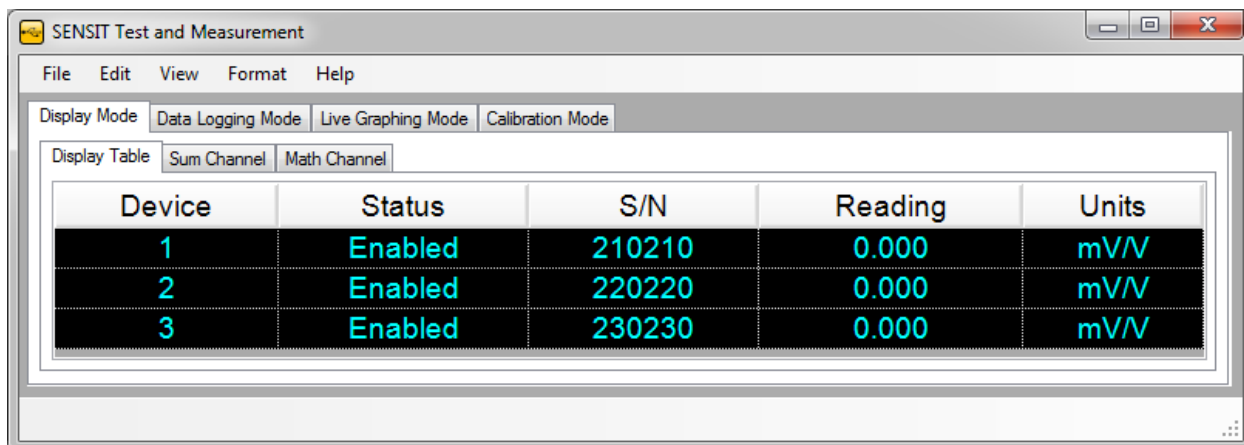 SENSIT Test and Measurement
File Edit View Format Help
Display Mode Data Logging Mode Live Graphing Mode Calibration Mode
Display Table Sum Channel Math Channel
Device Status S/N Reading Units
1 Enabled 210210 0.000 mV/V
2 Enabled 220220 0.000 mV/V
3 Enabled 230230 0.000 mV/V